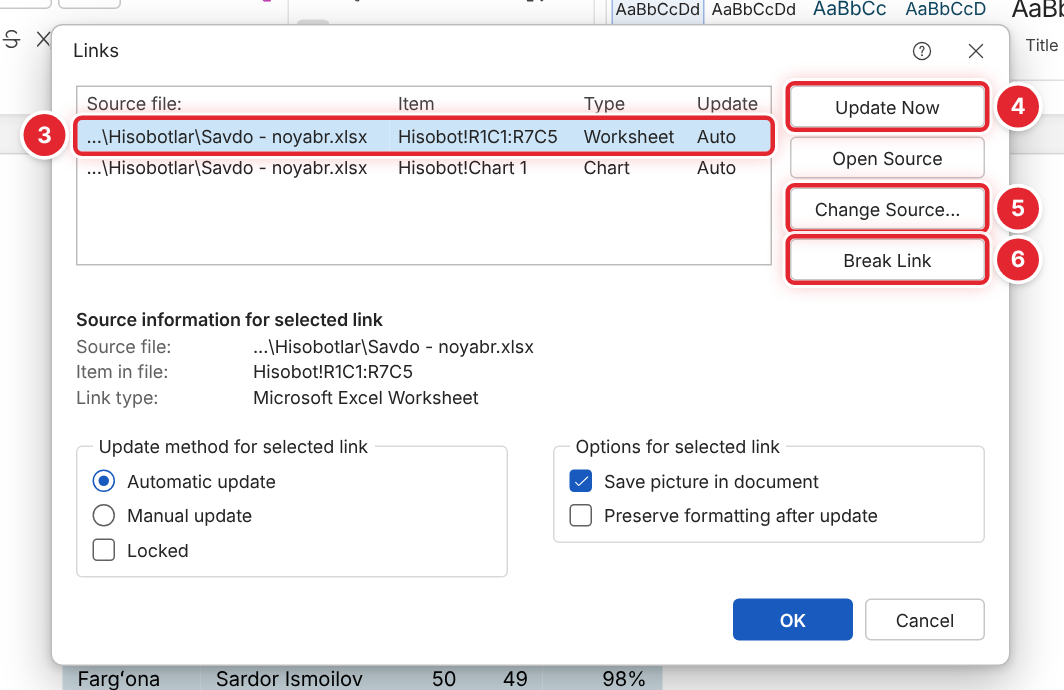 AaBbCcDd AaBbCcDd AaBbCc AaBbCcD
Title
Links
Source file: Item Type Update
...\Hisobotlar\Savdo - noyabr.xlsx Hisobot!R1C1:R7C5 Worksheet Auto
...\Hisobotlar\Savdo - noyabr.xlsx Hisobot!Chart 1 Chart Auto
3
Update Now
4
Open Source
Change Source...
5
Break Link
6
Source information for selected link
Source file: ...\Hisobotlar\Savdo - noyabr.xlsx
Item in file: Hisobot!R1C1:R7C5
Link type: Microsoft Excel Worksheet
Update method for selected link
Automatic update
Manual update
Locked
Options for selected link
Save picture in document
Preserve formatting after update
OK
Cancel
Fargʻona Sardor Ismoilov 50 49 98%